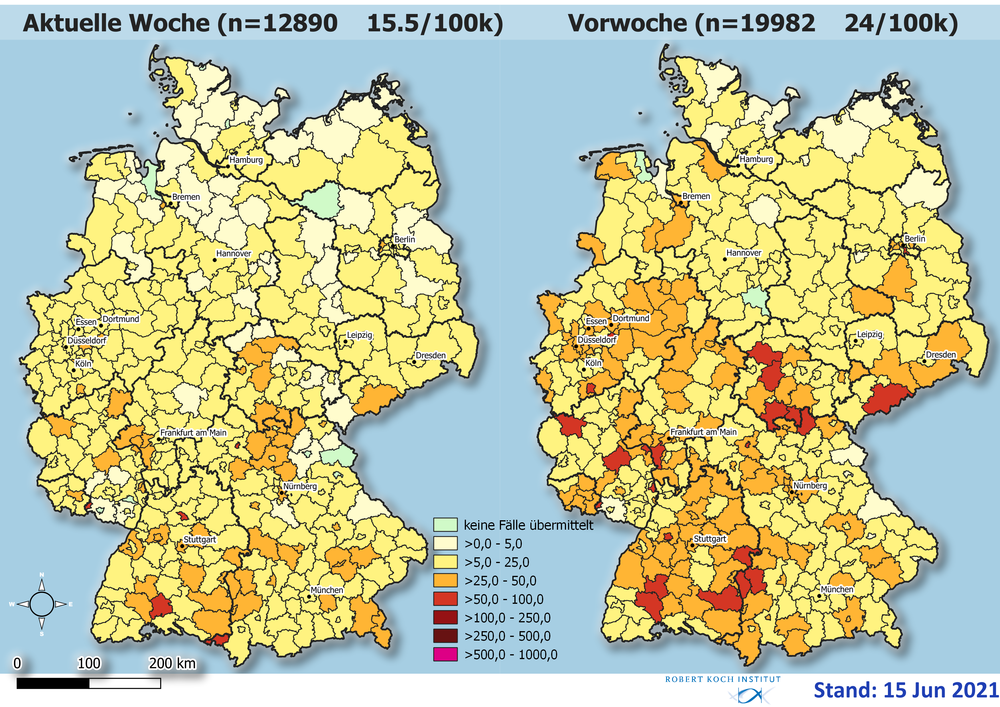 Aktuelle Woche (n=12890 15.5/100k)
Vorwoche (n=19982 24/100k)
Hamburg
Bremen
Berlin
Hannover
Essen
Dortmund
Düsseldorf
Leipzig
Köln
Dresden
Frankfurt am Main
Nürnberg
Stuttgart
München
Hamburg
Bremen
Berlin
Hannover
Essen
Dortmund
Düsseldorf
Leipzig
Köln
Dresden
Frankfurt am Main
Nürnberg
Stuttgart
München
keine Fälle übermittelt
>0,0 - 5,0
>5,0 - 25,0
>25,0 - 50,0
>50,0 - 100,0
>100,0 - 250,0
>250,0 - 500,0
>500,0 - 1000,0
N
W E
S
0 100 200 km
ROBERT KOCH INSTITUT
Stand: 15 Jun 2021